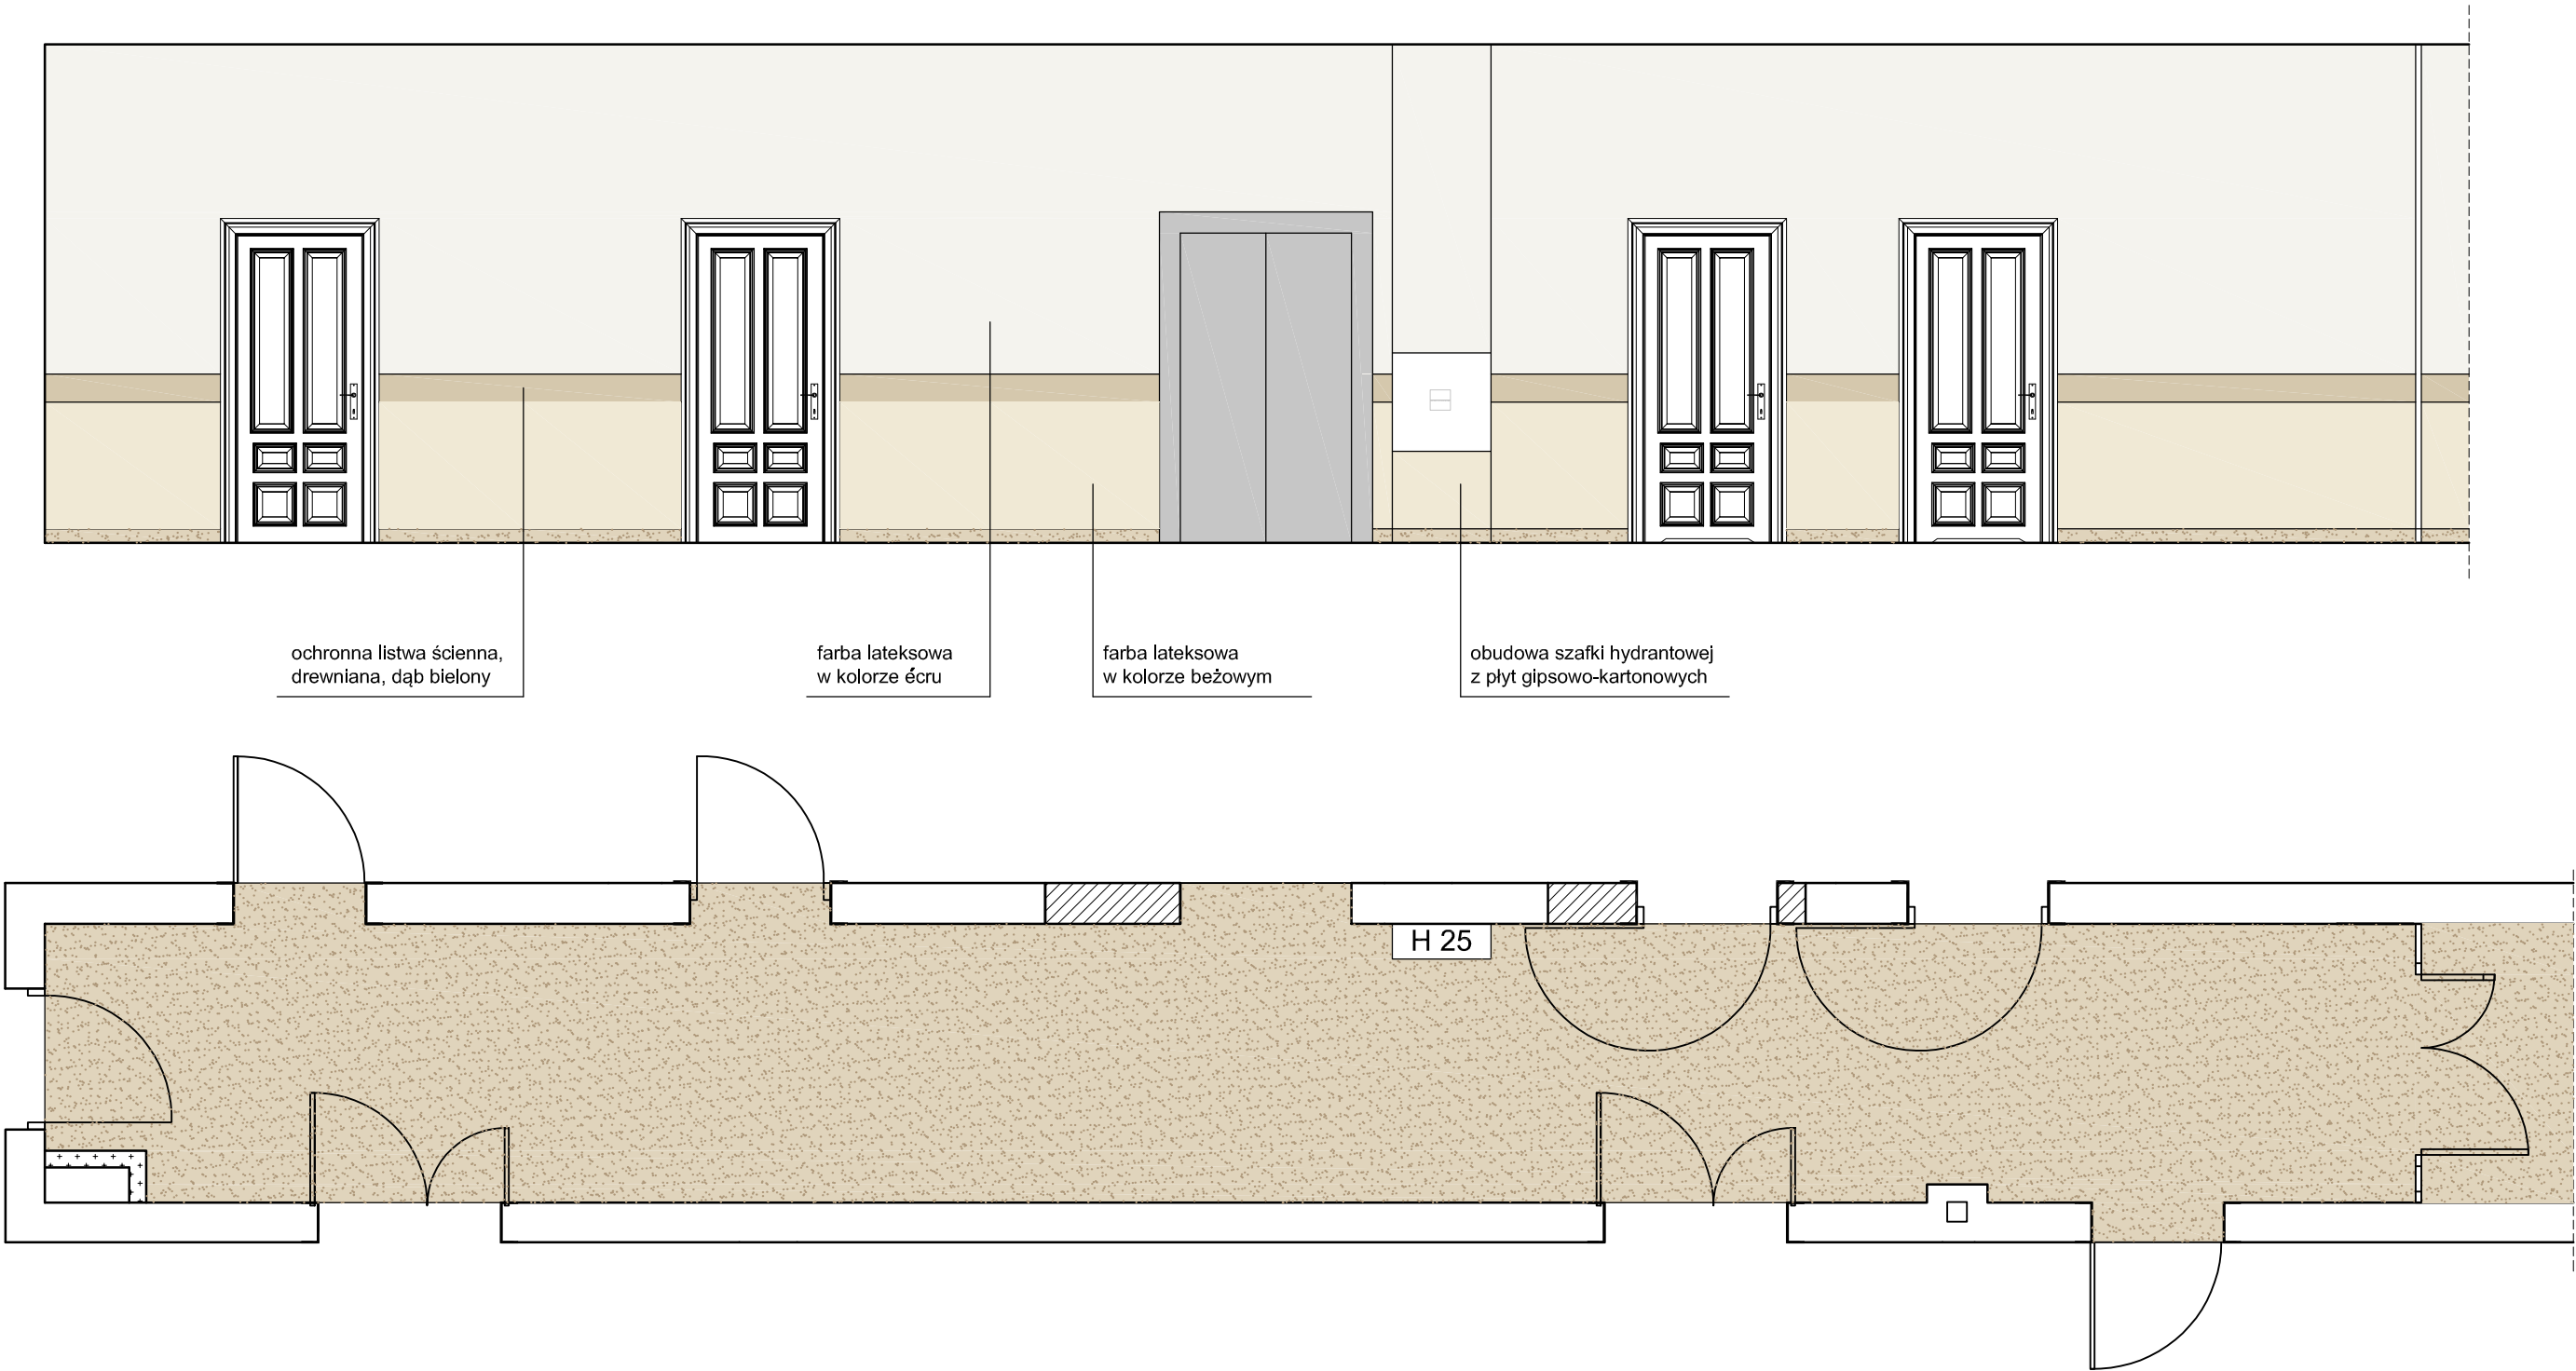 ochronna listwa ścienna,
drewniana, dąb bielony
farba lateksowa
w kolorze écru
farba lateksowa
w kolorze beżowym
obudowa szafki hydrantowej
z płyt gipsowo-kartonowych
H 25